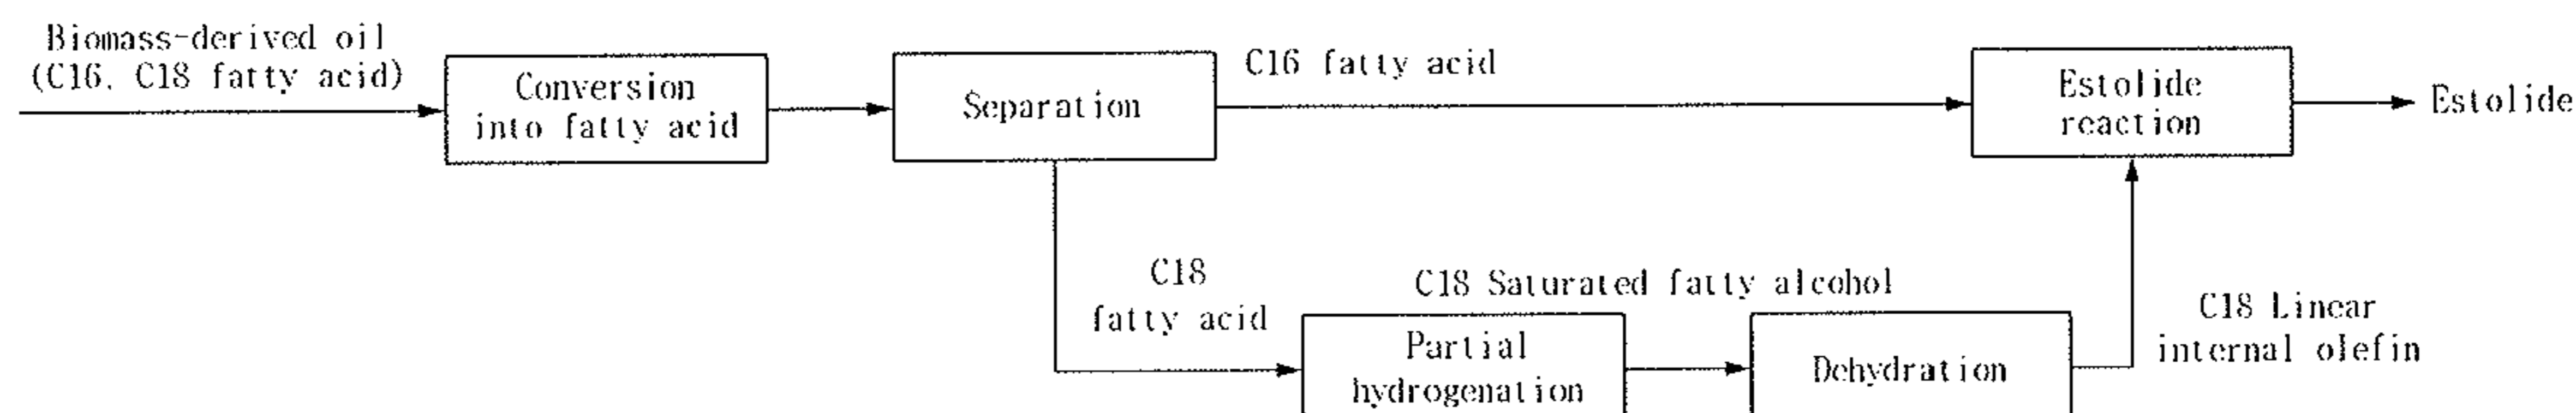 Biomass-derived oil
(C16, C18 fatty acid)
Conversion
into fatty acid
Separation
C16 fatty acid
Estolide
reaction
Estolide
C18
fatty acid
C18 Saturated fatty alcohol
Partial
hydrogenation
Dehydration
C18 Linear
internal olefin